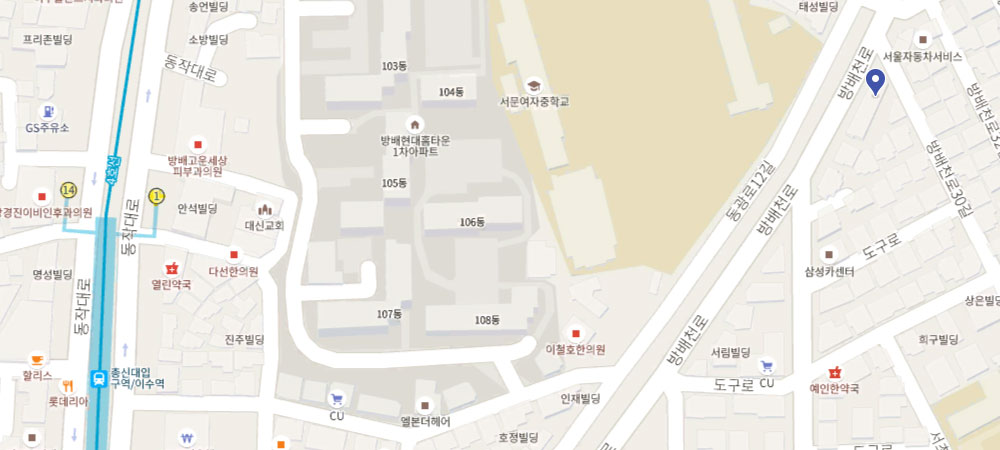 송언빌딩
태성빌딩
프리존빌딩
소방빌딩
동작대로
103동
104동
방배천로
서울자동차서비스
서문여자중학교
GS주유소
방배현대홈타운
1차아파트
방배고운세상
피부과의원
4호선
105동
방배천로30길
14
1
경진이비인후과의원
안석빌딩
대신교회
106동
동광로12길
방배천로
동작대로
도구로
다선한의원
명성빌딩
열린약국
삼성카센터
상은빌딩
동작대로
107동
108동
진주빌딩
이철호한의원
방배천로
서림빌딩
희구빌딩
할리스
총신대입
구역/이수역
CU
도구로
예인한약국
롯데리아
CU
인재빌딩
엘본더헤어
호정빌딩